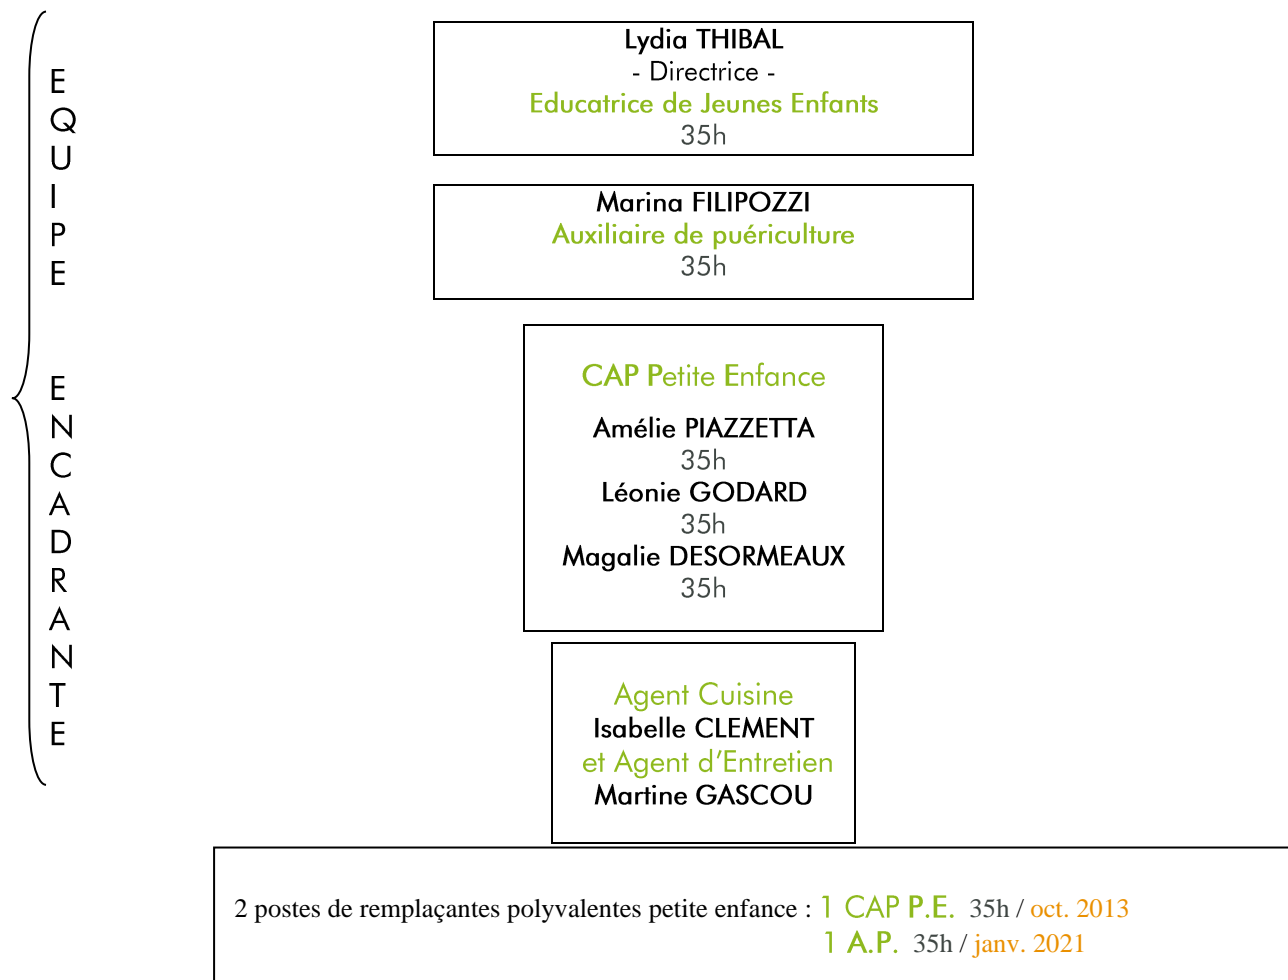 EQUIPE ENCADRANTE
Lydia THIBAL
- Directrice -
Educatrice de Jeunes Enfants
35h
Marina FILIPOZZI
Auxiliaire de puériculture
35h
CAP Petite Enfance
Amélie PIAZZETTA
35h
Léonie GODARD
35h
Magalie DESORMEAUX
35h
Agent Cuisine
Isabelle CLEMENT
et Agent d'Entretien
Martine GASCOU
2 postes de remplaçantes polyvalentes petite enfance : 1 CAP P.E. 35h / oct. 2013
1 A.P. 35h / janv. 2021